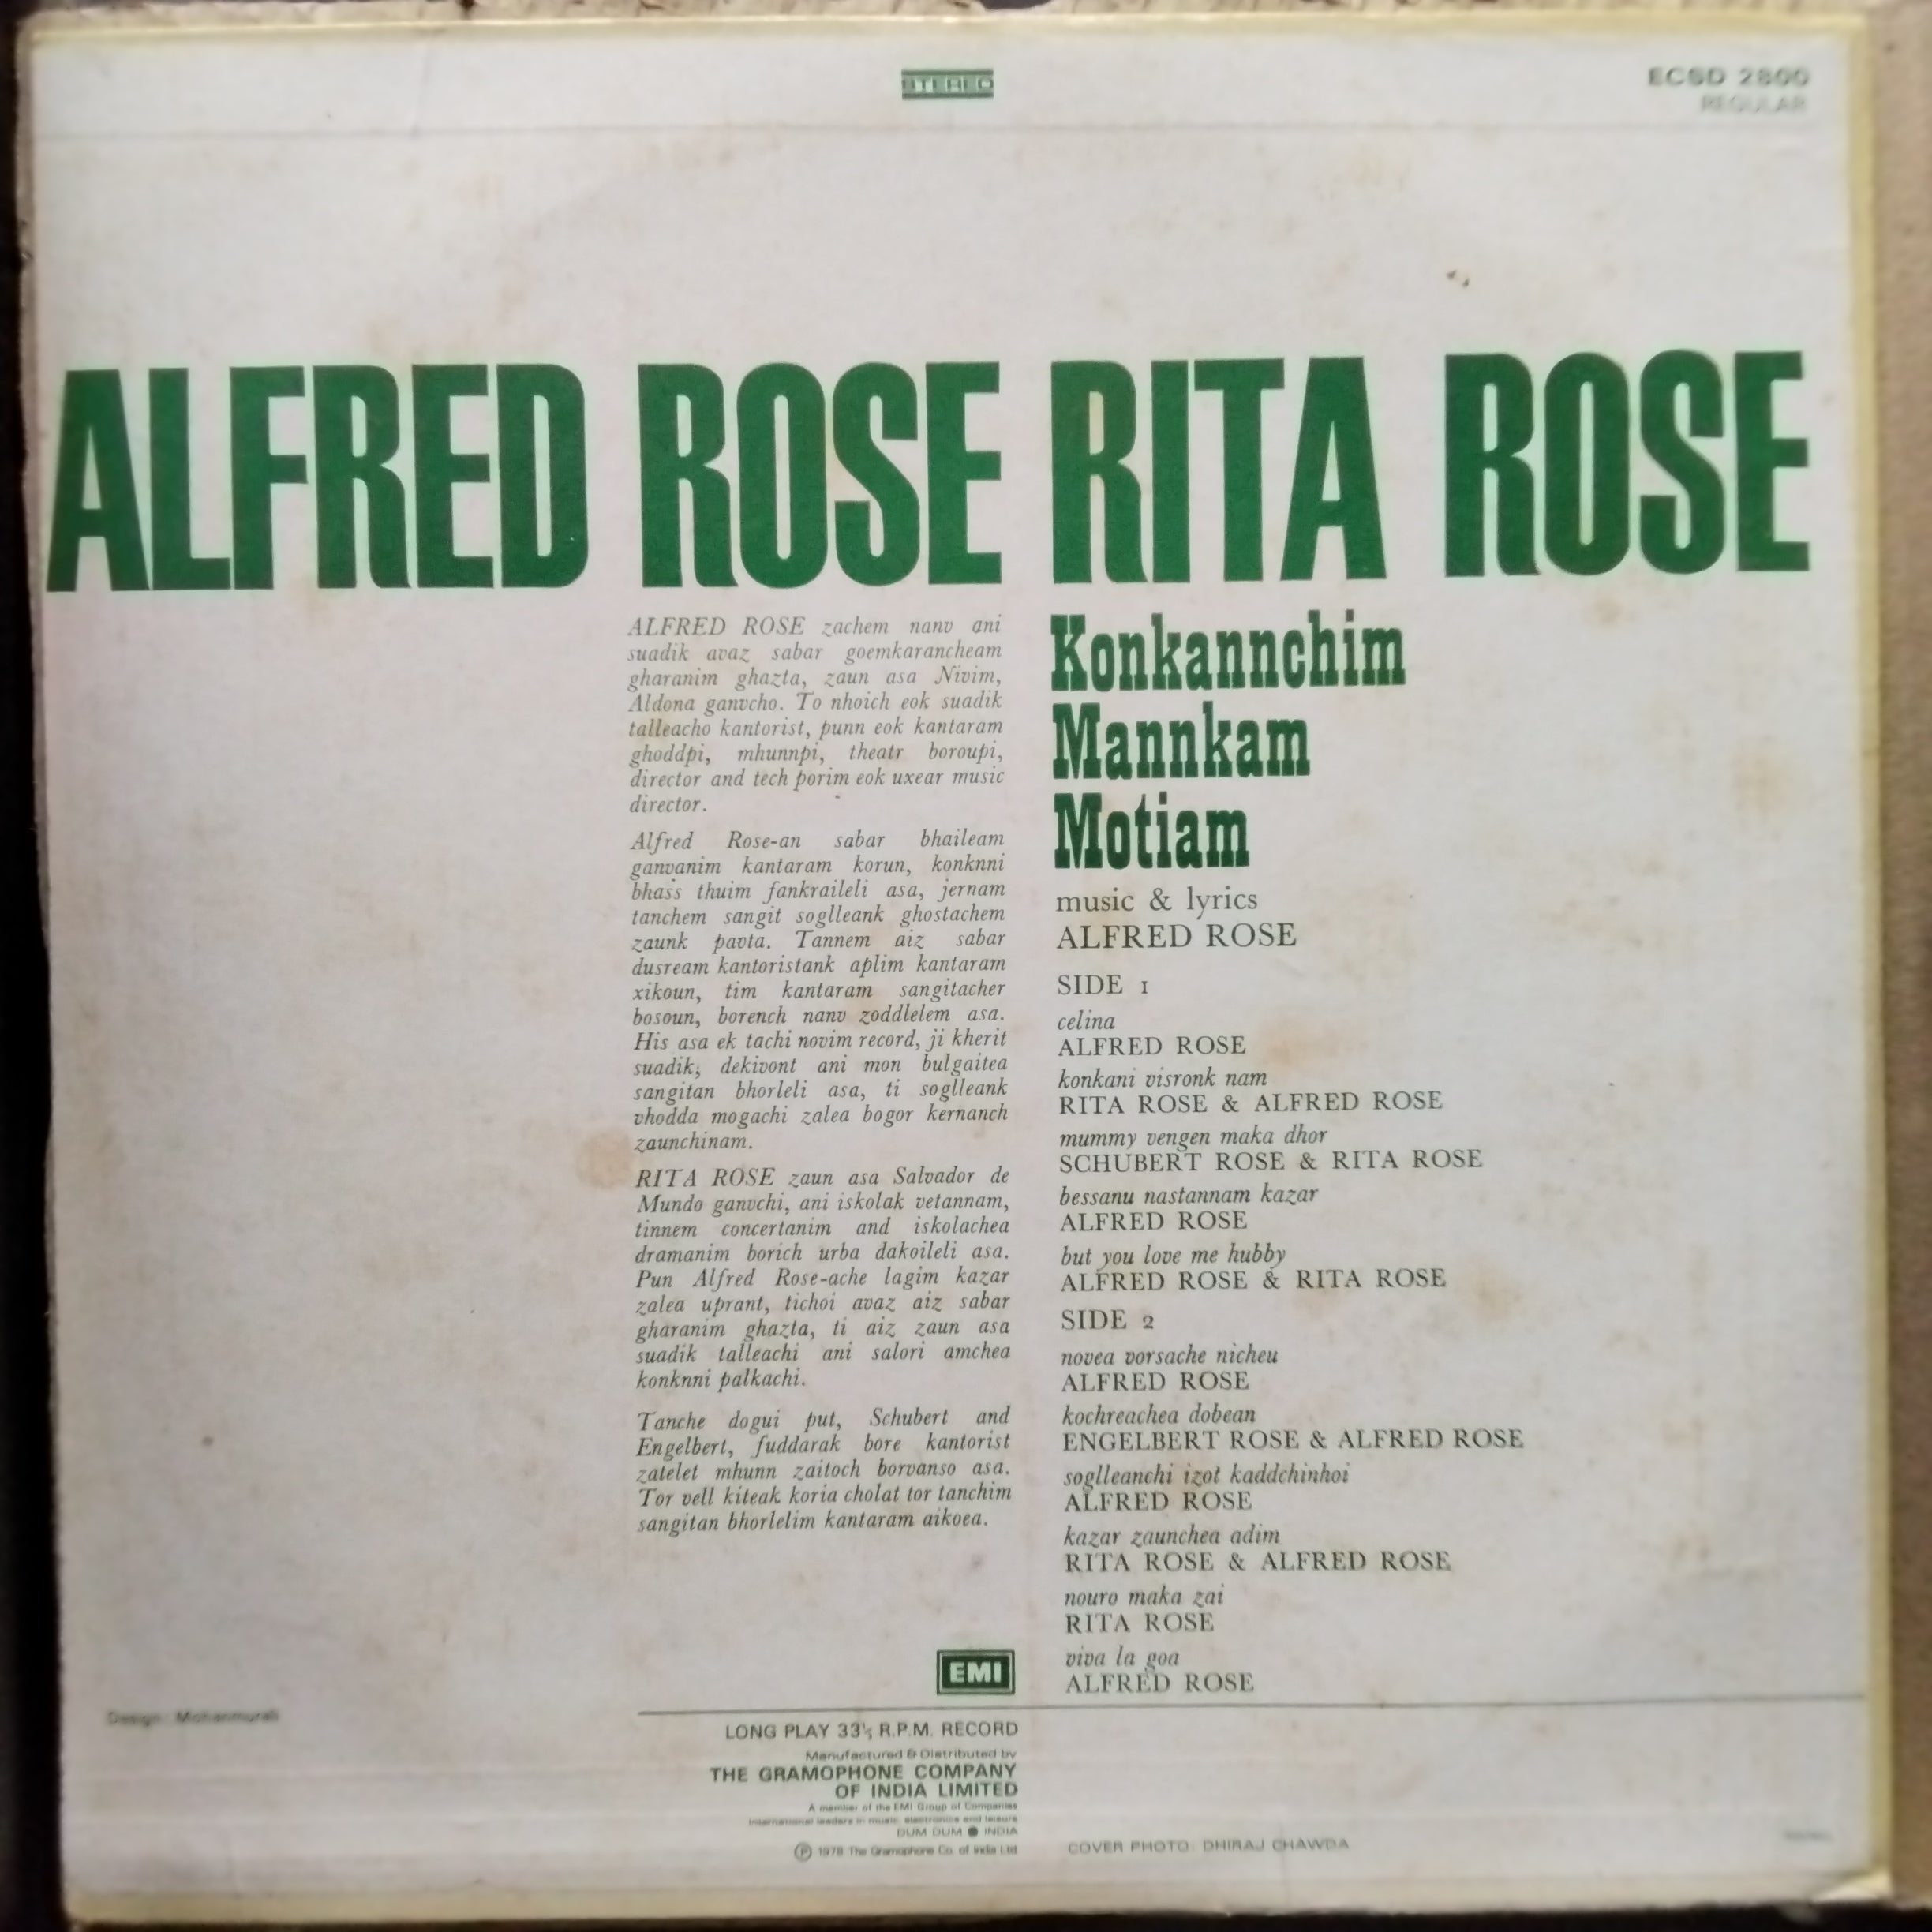 STEREO
ECSD 2800
REGULAR
ALFRED ROSE RITA ROSE
ALFRED ROSE zachem nanv ani
suadik avaz sabar goemkarancheam
gharanim ghazta, zaun asa Nivim,
Aldona ganvcho. To nhoich eok suadik
talleacho kantorist, punn eok kantaram
ghoddpi, mhunnpi, theatr boroupi,
director and tech porim eok uxear music
director.
Alfred Rose-an sabar bhaileam
ganvanim kantaram korun, konknni
bhass thuim fankraileli asa, jernam
tanchem sangit soglleank ghostachem
zaunk pavta. Tannem aiz sabar
dusream kantoristank aplim kantaram
xikoun, tim kantaram sangitacher
bosoun, borench nanv zoddlelem asa.
His asa ek tachi novim record, ji kherit
suadik, dekivont ani mon bulgaitea
sangitan bhorleli asa, ti soglleank
vhodda mogachi zalea bogor kernanch
zaunchinam.
RITA ROSE zaun asa Salvador de
Mundo ganvchi, ani iskolak vetannam,
tinnem concertanim and iskolachea
dramanim borich urba dakoileli asa.
Pun Alfred Rose-ache lagim kazar
zalea uprant, tichoi avaz aiz sabar
gharanim ghazta, ti aiz zaun asa
suadik talleachi ani salori amchea
konknni palkachi.
Tanche dogui put, Schubert and
Engelbert, fuddarak bore kantorist
zatelet mhunn zaitoch borvanso asa.
Tor vell kiteak koria cholat tor tanchim
sangitan bhorlelim kantaram aikoea.
Konkannchim
Mannkam
Motiam
music & lyrics
ALFRED ROSE
SIDE 1
celina
ALFRED ROSE
konkani visronk nam
RITA ROSE & ALFRED ROSE
mummy vengen maka dhor
SCHUBERT ROSE & RITA ROSE
bessanu nastannam kazar
ALFRED ROSE
but you love me hubby
ALFRED ROSE & RITA ROSE
SIDE 2
novea vorsache nicheu
ALFRED ROSE
kochreachea dobean
ENGELBERT ROSE & ALFRED ROSE
soglleanchi izot kaddchinhoi
ALFRED ROSE
kazar zaunchea adim
RITA ROSE & ALFRED ROSE
nouro maka zai
RITA ROSE
viva la goa
ALFRED ROSE
EMI
Design: Mohanmurali
LONG PLAY 33⅓ R.P.M. RECORD
Manufactured & Distributed by
THE GRAMOPHONE COMPANY
OF INDIA LIMITED
A member of the EMI Group of Companies
International leaders in music, electronics and leisure
DUM DUM ● INDIA
Ⓟ 1978 The Gramophone Co. of India Ltd.
COVER PHOTO: DHIRAJ CHAWDA